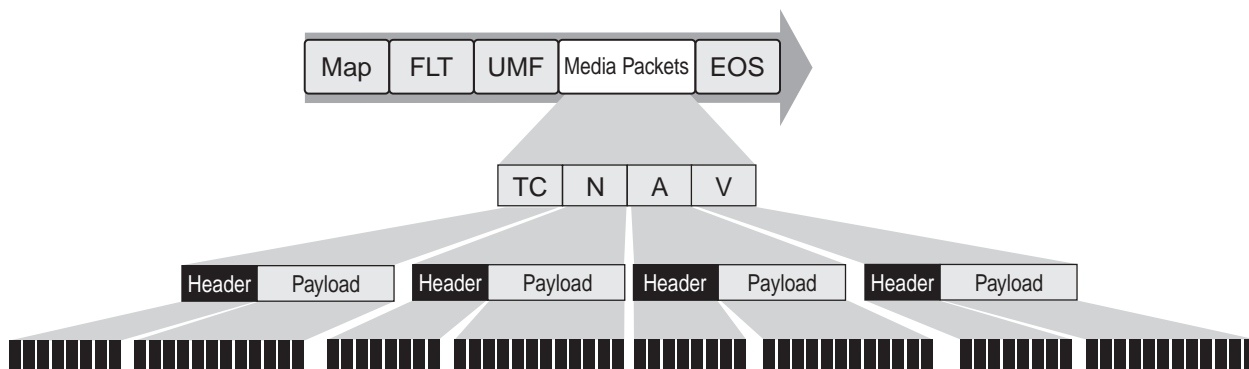 Map FLT UMF Media Packets EOS
TC N A V
Header Payload Header Payload Header Payload Header Payload